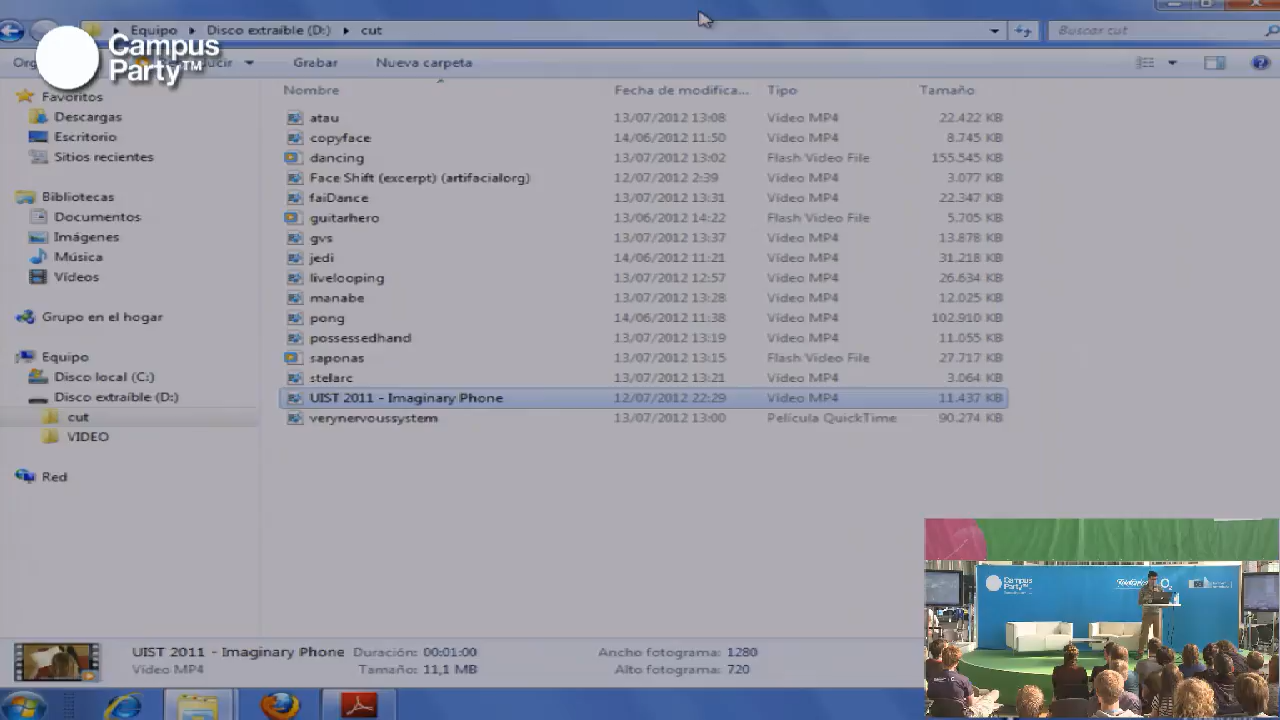 Equipo Disco extraíble (D:) cut
Buscar cut
Campus
Party™
Grabar
Nueva carpeta
Nombre
Fecha de modifica...
Tipo
Tamaño
atau 13/07/2012 13:08 Vídeo MP4 22.422 KB
copyface 14/06/2012 11:50 Vídeo MP4 8.745 KB
dancing 13/07/2012 13:02 Flash Video File 155.545 KB
Face Shift (excerpt) (artifacialorg) 12/07/2012 2:39 Vídeo MP4 3.077 KB
faiDance 13/07/2012 13:31 Vídeo MP4 22.347 KB
guitarhero 13/06/2012 14:22 Flash Video File 5.705 KB
gvs 13/07/2012 13:37 Vídeo MP4 13.878 KB
jedi 14/06/2012 11:21 Vídeo MP4 31.218 KB
livelooping 13/07/2012 12:57 Vídeo MP4 26.634 KB
manabe 13/07/2012 13:28 Vídeo MP4 12.025 KB
pong 14/06/2012 11:38 Vídeo MP4 102.910 KB
possessedhand 13/07/2012 13:19 Vídeo MP4 11.055 KB
saponas 13/07/2012 13:15 Flash Video File 27.717 KB
stelarc 13/07/2012 13:21 Vídeo MP4 3.064 KB
UIST 2011 - Imaginary Phone 12/07/2012 22:29 Vídeo MP4 11.437 KB
verynervoussystem 13/07/2012 13:00 Película QuickTime 90.274 KB
Favoritos
Descargas
Escritorio
Sitios recientes
Bibliotecas
Documentos
Imágenes
Música
Vídeos
Grupo en el hogar
Equipo
Disco local (C:)
Disco extraíble (D:)
cut
VIDEO
Red
UIST 2011 - Imaginary Phone Duración: 00:01:00 Ancho fotograma: 1280
Vídeo MP4 Tamaño: 11,1 MB Alto fotograma: 720
Campus
Party
O2